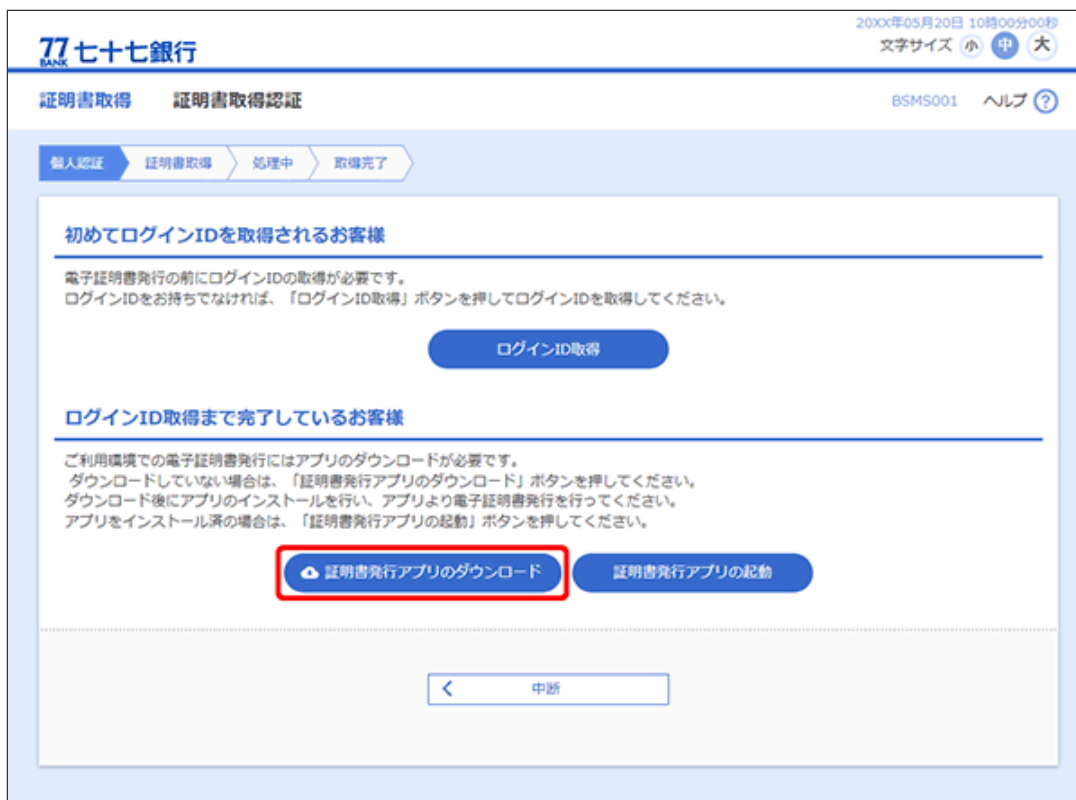 20XX年05月20日 10時00分00秒
77 BANK 七十七銀行
文字サイズ 小 中 大
証明書取得 証明書取得認証 BSMS001 ヘルプ ?
個人認証 証明書取得 処理中 取得完了
初めてログインIDを取得されるお客様
電子証明書発行の前にログインIDの取得が必要です。
ログインIDをお持ちでなければ、「ログインID取得」ボタンを押してログインIDを取得してください。
ログインID取得
ログインID取得まで完了しているお客様
ご利用環境での電子証明書発行にはアプリのダウンロードが必要です。
ダウンロードしていない場合は、「証明書発行アプリのダウンロード」ボタンを押してください。
ダウンロード後にアプリのインストールを行い、アプリより電子証明書発行を行ってください。
アプリをインストール済の場合は、「証明書発行アプリの起動」ボタンを押してください。
証明書発行アプリのダウンロード 証明書発行アプリの起動
中断